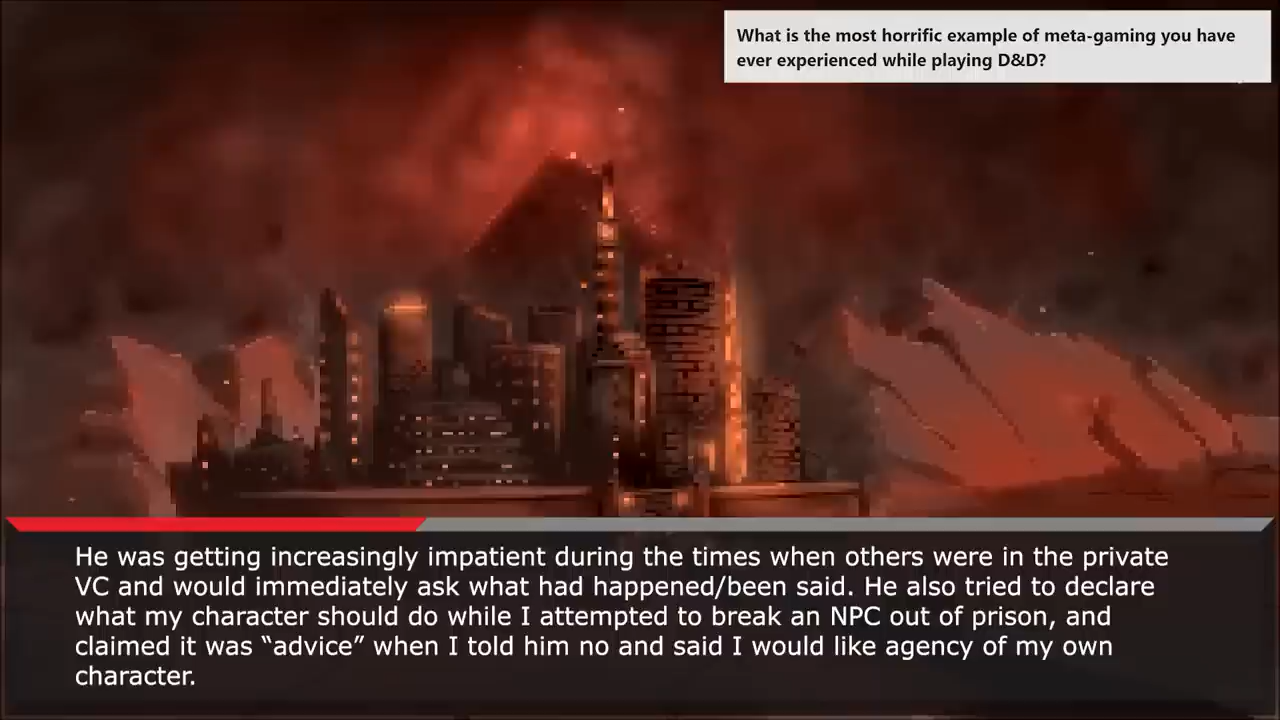 What is the most horrific example of meta-gaming you have
ever experienced while playing D&D?
He was getting increasingly impatient during the times when others were in the private
VC and would immediately ask what had happened/been said. He also tried to declare
what my character should do while I attempted to break an NPC out of prison, and
claimed it was “advice” when I told him no and said I would like agency of my own
character.